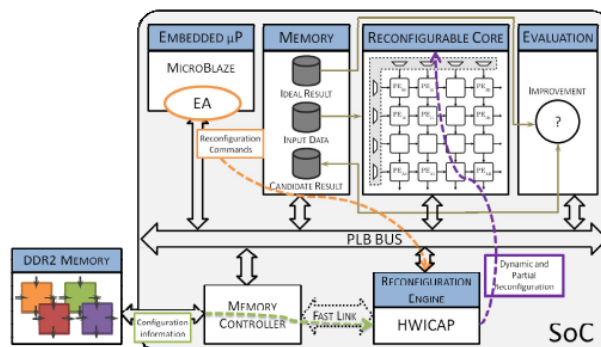 EMBEDDED µP
MICROBLAZE
EA
Reconfiguration
Commands
MEMORY
IDEAL RESULT
INPUT DATA
CANDIDATE RESULT
RECONFIGURABLE CORE
EVALUATION
IMPROVEMENT
?
PLB BUS
DDR2 MEMORY
Configuration
information
MEMORY
CONTROLLER
FAST LINK
RECONFIGURATION
ENGINE
HWICAP
Dynamic and
Partial
Reconfiguration
SoC